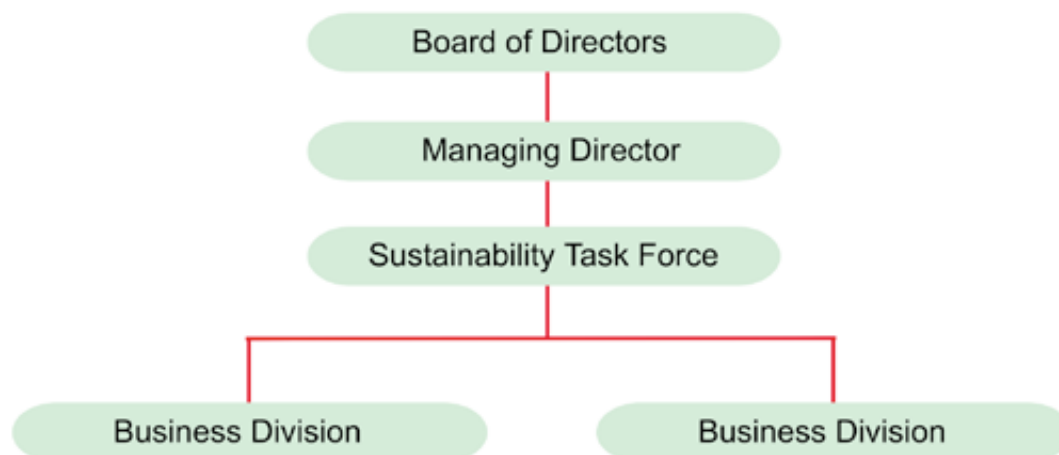 Board of Directors
Managing Director
Sustainability Task Force
Business Division
Business Division